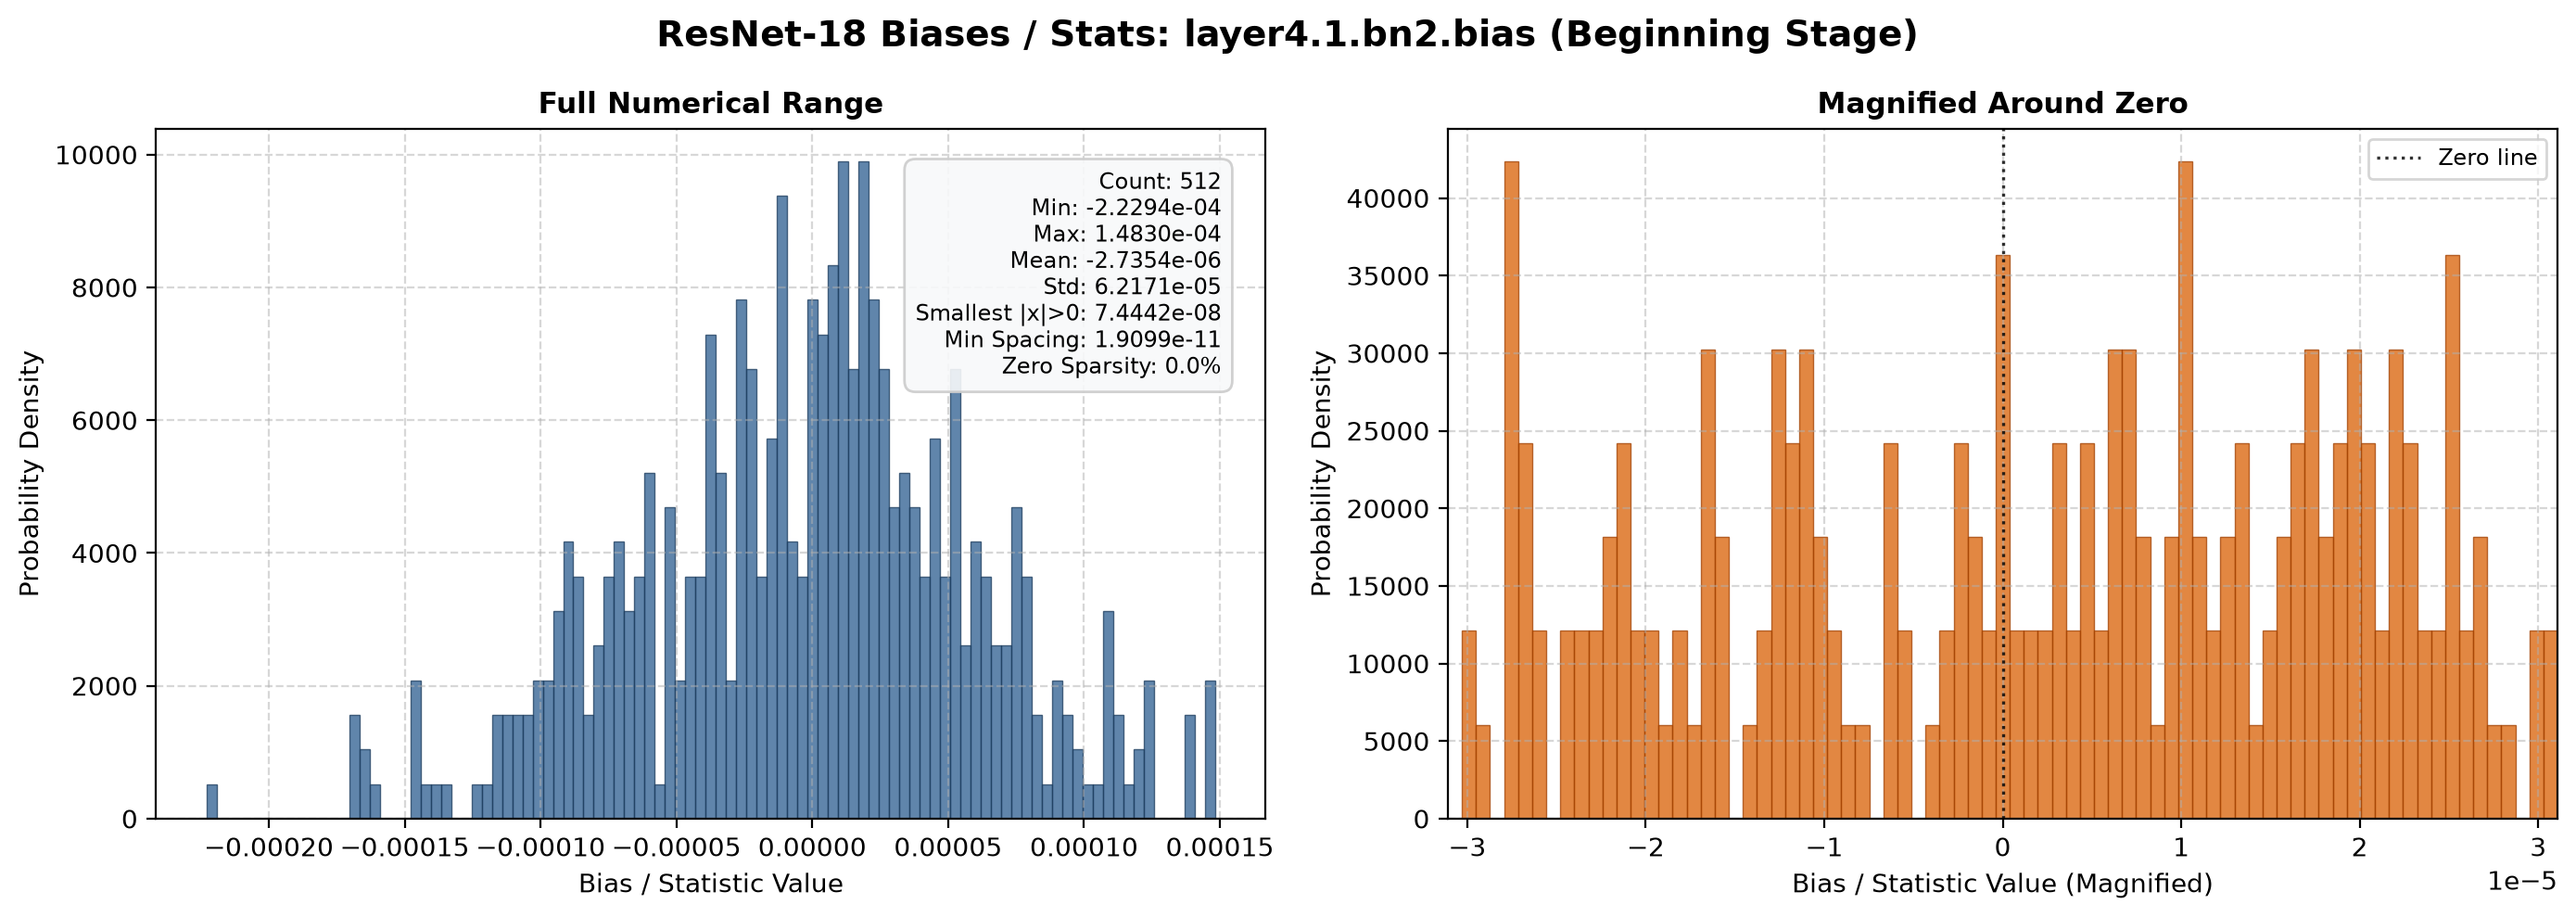 ResNet-18 Biases / Stats: layer4.1.bn2.bias (Beginning Stage)
Full Numerical Range
Probability Density
10000
8000
6000
4000
2000
0
Count: 512
Min: -2.2294e-04
Max: 1.4830e-04
Mean: -2.7354e-06
Std: 6.2171e-05
Smallest |x|>0: 7.4442e-08
Min Spacing: 1.9099e-11
Zero Sparsity: 0.0%
−0.00020 −0.00015 −0.00010 −0.00005 0.00000 0.00005 0.00010 0.00015
Bias / Statistic Value
Magnified Around Zero
Probability Density
40000
35000
30000
25000
20000
15000
10000
5000
0
Zero line
−3 −2 −1 0 1 2 3
1e−5
Bias / Statistic Value (Magnified)